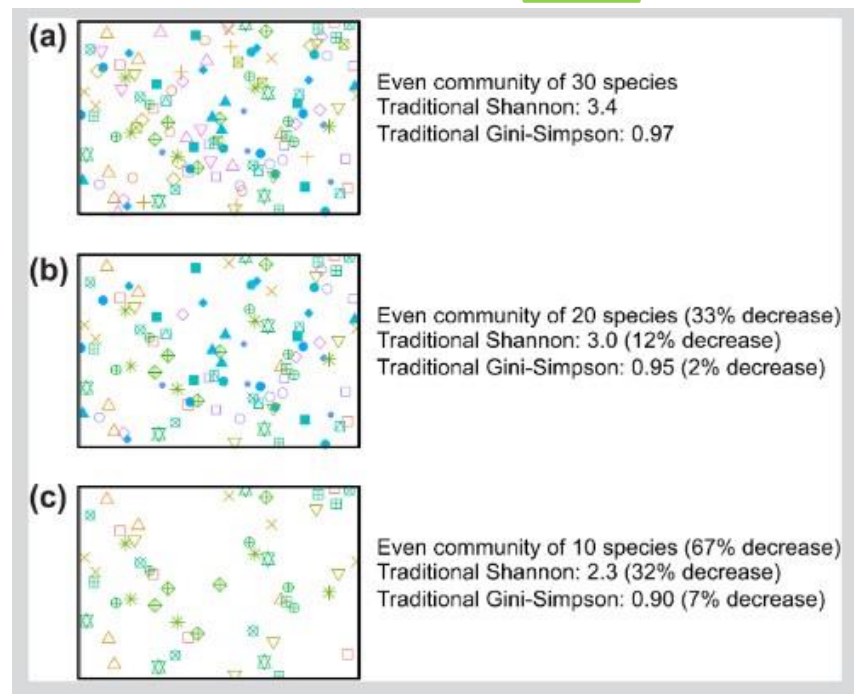 (a)
Even community of 30 species
Traditional Shannon: 3.4
Traditional Gini-Simpson: 0.97
(b)
Even community of 20 species (33% decrease)
Traditional Shannon: 3.0 (12% decrease)
Traditional Gini-Simpson: 0.95 (2% decrease)
(c)
Even community of 10 species (67% decrease)
Traditional Shannon: 2.3 (32% decrease)
Traditional Gini-Simpson: 0.90 (7% decrease)